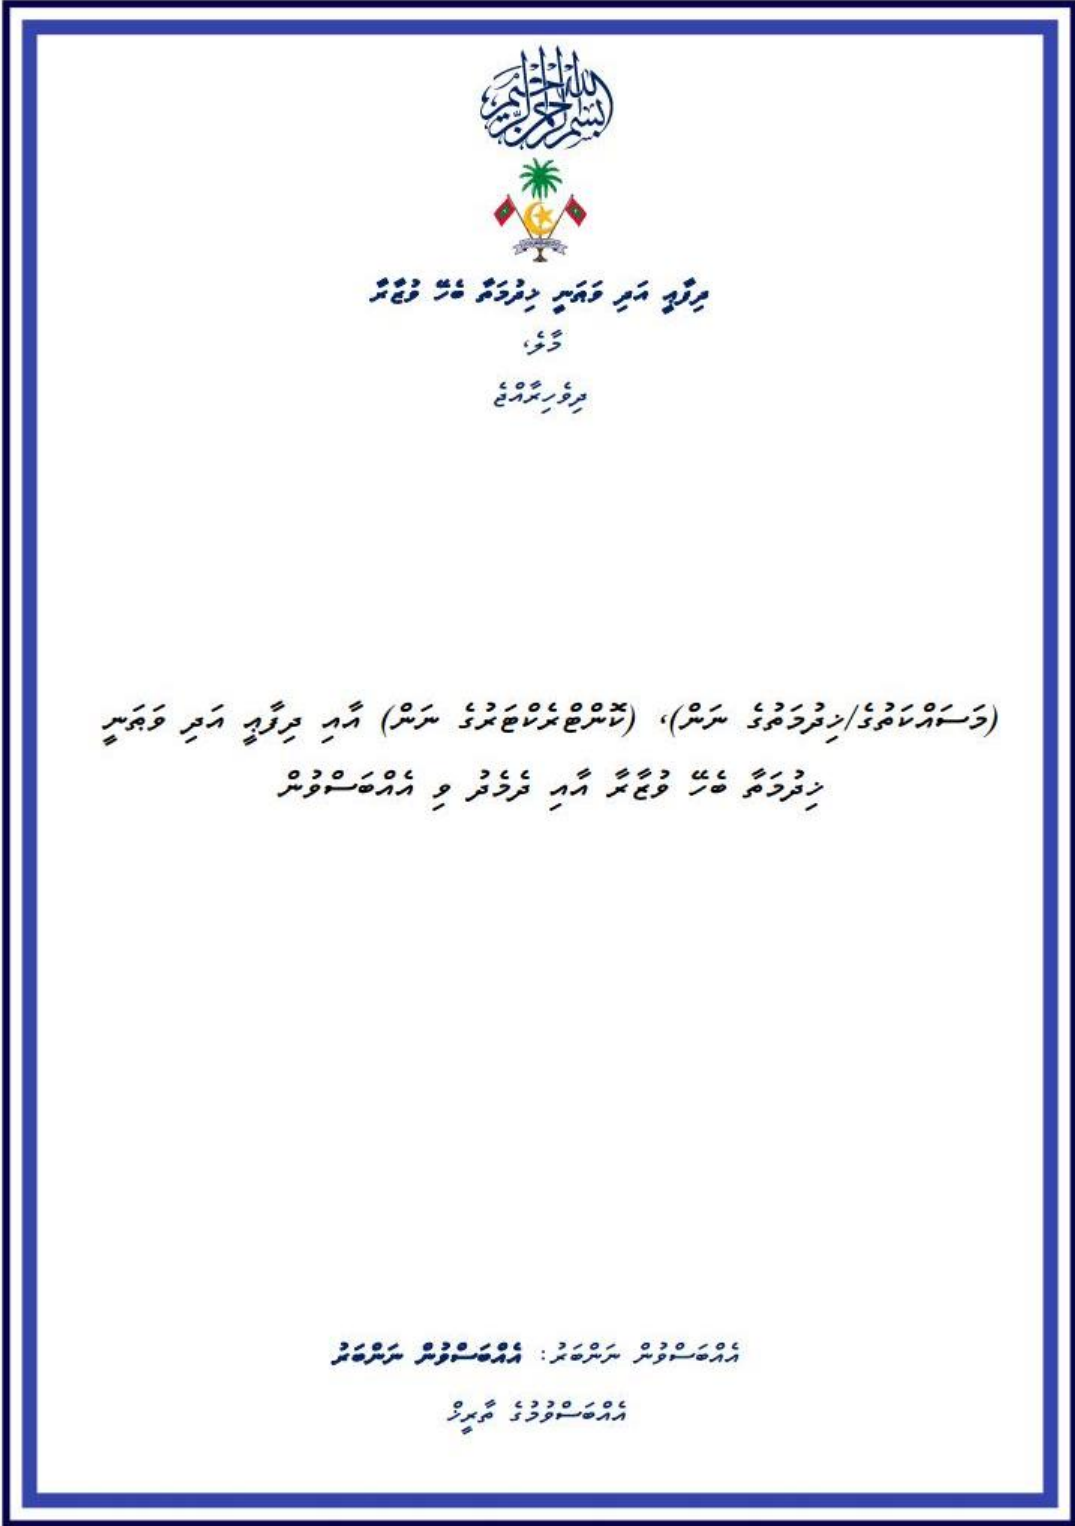 بسم الله الرحمن الرحيم
ދިފާޢީ އަދި ވަޠަނީ ޚިދުމަތާ ބެހޭ ވުޒާރާ
މާލެ،
ދިވެހިރާއްޖެ
(މަސައްކަތުގެ/ޚިދުމަތުގެ ނަން)، (ކޮންޓްރެކްޓަރުގެ ނަން) އާއި ދިފާޢީ އަދި ވަޠަނީ
ޚިދުމަތާ ބެހޭ ވުޒާރާ އާއި ދެމެދު ވި އެއްބަސްވުން
އެއްބަސްވުން ނަންބަރު: އެއްބަސްވުން ނަންބަރު
އެއްބަސްވުމުގެ ތާރީޚް